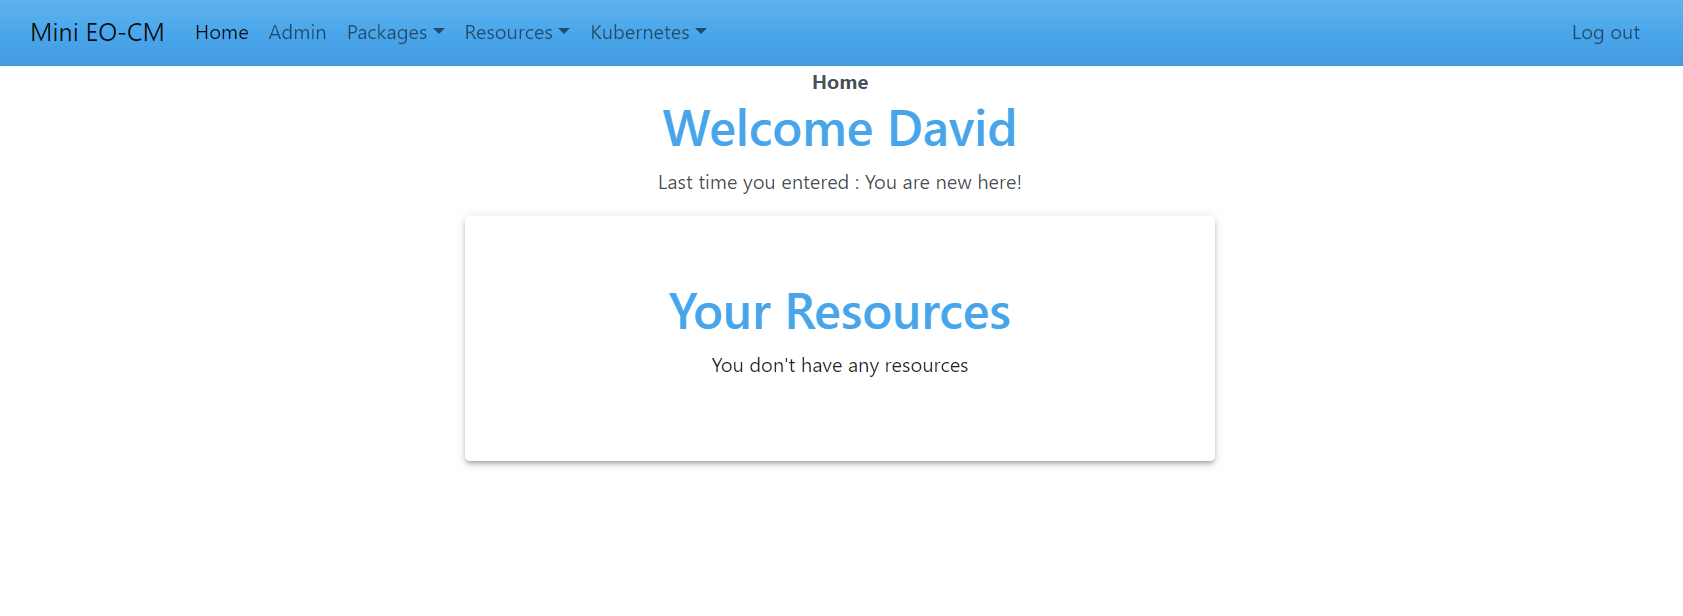 Mini EO-CM Home Admin Packages Resources Kubernetes Log out
Home
Welcome David
Last time you entered : You are new here!
Your Resources
You don't have any resources